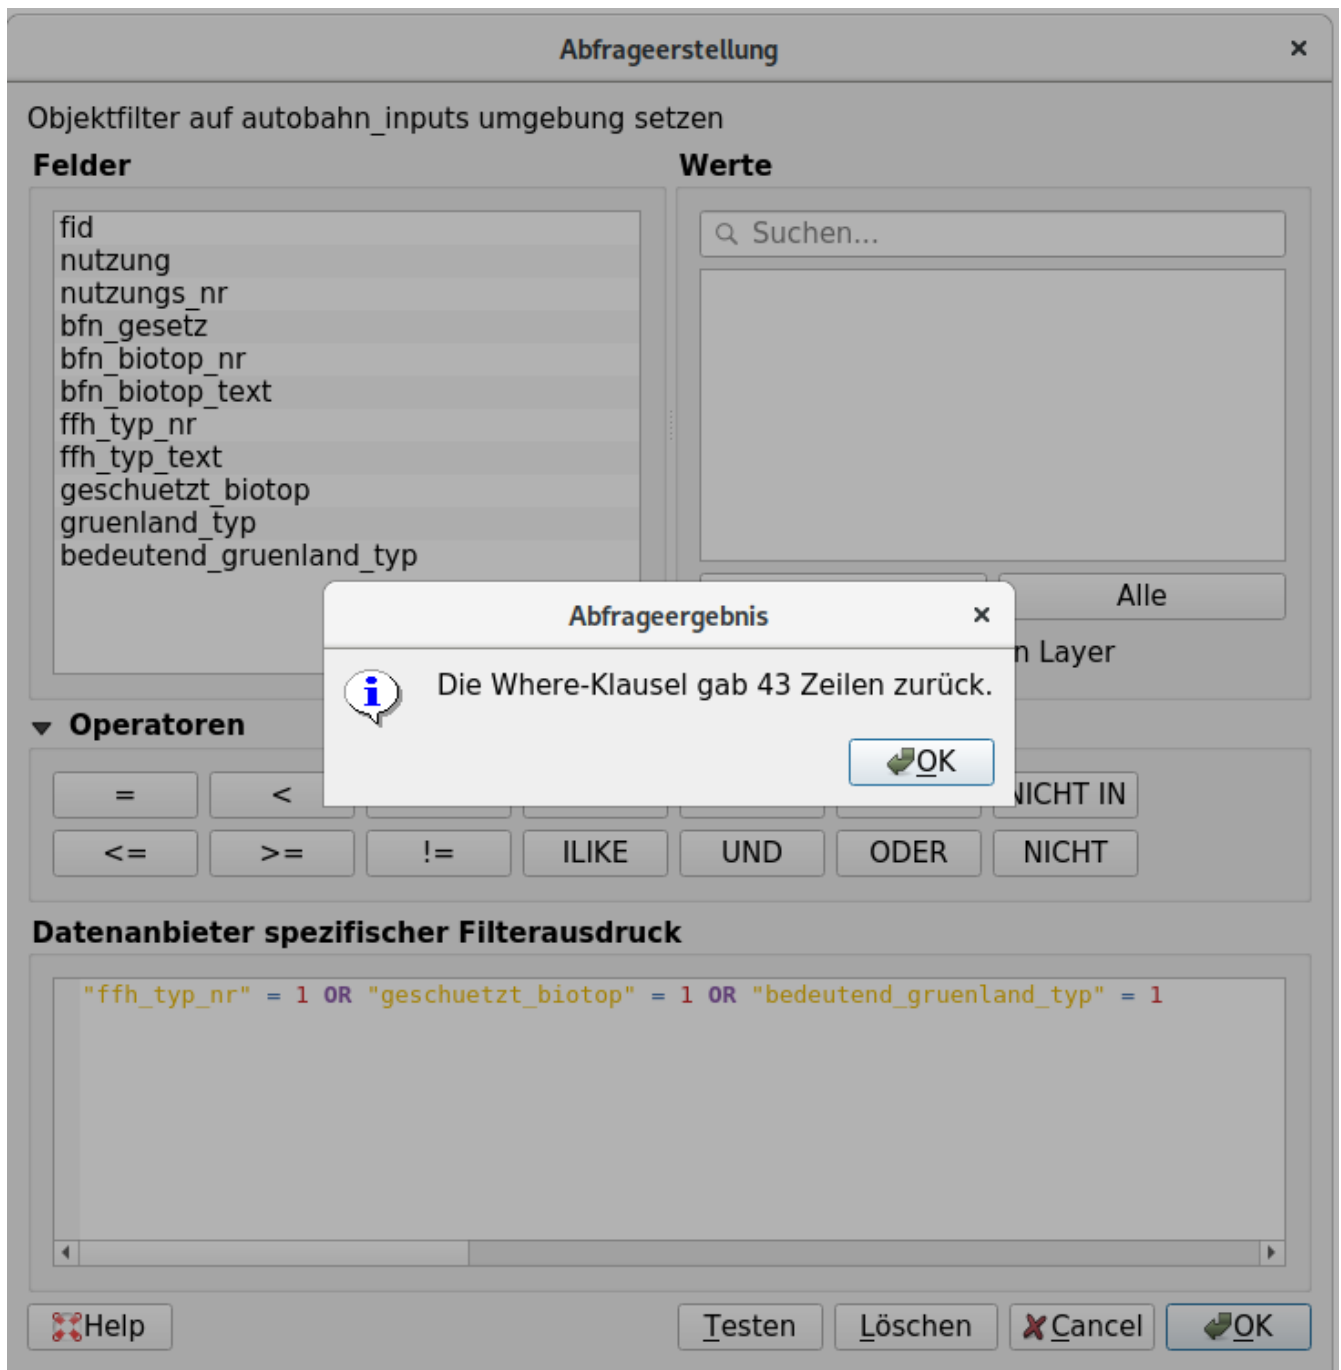 Abfrageerstellung
Objektfilter auf autobahn_inputs umgebung setzen
Felder
fid
nutzung
nutzungs_nr
bfn_gesetz
bfn_biotop_nr
bfn_biotop_text
ffh_typ_nr
ffh_typ_text
geschuetzt_biotop
gruenland_typ
bedeutend_gruenland_typ
Werte
Suchen...
Alle
n Layer
Abfrageergebnis
Die Where-Klausel gab 43 Zeilen zurück.
OK
Operatoren
= < NICHT IN
<= >= != ILIKE UND ODER NICHT
Datenanbieter spezifischer Filterausdruck
"ffh_typ_nr" = 1 OR "geschuetzt_biotop" = 1 OR "bedeutend_gruenland_typ" = 1
Help Testen Löschen Cancel OK